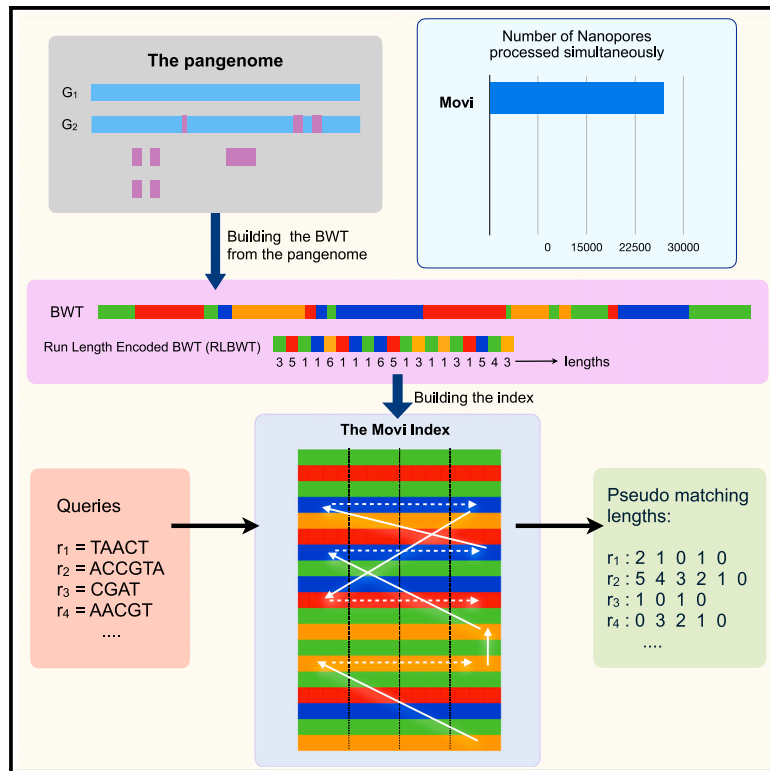 The pangenome
G1
G2
Number of Nanopores
processed simultaneously
Movi
0 15000 22500 30000
Building the BWT
from the pangenome
BWT
Run Length Encoded BWT (RLBWT)
3 5 1 1 6 1 1 1 6 5 1 3 1 1 3 1 5 4 3
lengths
Building the index
The Movi Index
Queries
r1 = TAACT
r2 = ACCGTA
r3 = CGAT
r4 = AACGT
....
Pseudo matching
lengths:
r1 : 2 1 0 1 0
r2 : 5 4 3 2 1 0
r3 : 1 0 1 0
r4 : 0 3 2 1 0
....